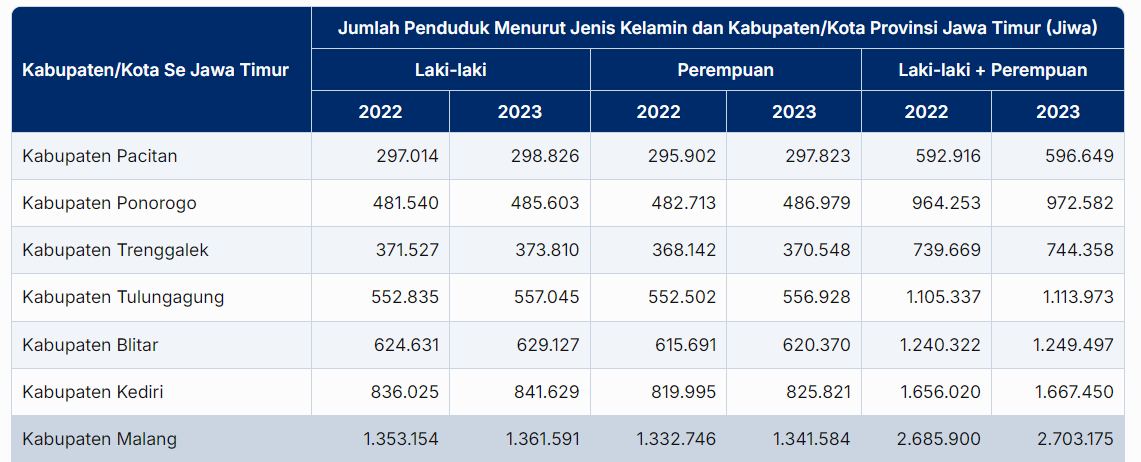 Jumlah Penduduk Menurut Jenis Kelamin dan Kabupaten/Kota Provinsi Jawa Timur (Jiwa)
Kabupaten/Kota Se Jawa Timur Laki-laki Perempuan Laki-laki + Perempuan
2022 2023 2022 2023 2022 2023
Kabupaten Pacitan 297.014 298.826 295.902 297.823 592.916 596.649
Kabupaten Ponorogo 481.540 485.603 482.713 486.979 964.253 972.582
Kabupaten Trenggalek 371.527 373.810 368.142 370.548 739.669 744.358
Kabupaten Tulungagung 552.835 557.045 552.502 556.928 1.105.337 1.113.973
Kabupaten Blitar 624.631 629.127 615.691 620.370 1.240.322 1.249.497
Kabupaten Kediri 836.025 841.629 819.995 825.821 1.656.020 1.667.450
Kabupaten Malang 1.353.154 1.361.591 1.332.746 1.341.584 2.685.900 2.703.175